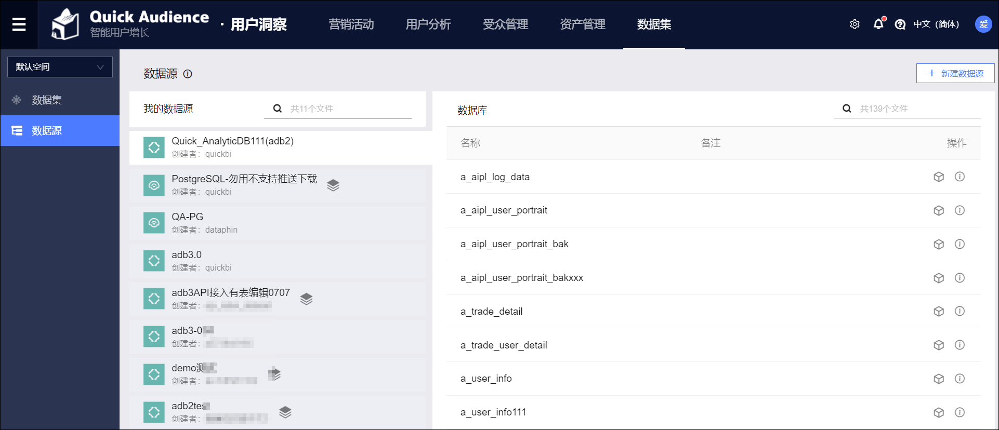 Quick Audience
智能用户增长
· 用户洞察
营销活动
用户分析
受众管理
资产管理
数据集
中文（简体）
爱
默认空间
数据集
数据源
数据源
+ 新建数据源
我的数据源
共11个文件
Quick_AnalyticDB111(adb2)
创建者：quickbi
PostgreSQL-勿用不支持推送下载
创建者：quickbi
QA-PG
创建者：dataphin
adb3.0
创建者：quickbi
adb3API接入有表编辑0707
创建者：
adb3-0
创建者：
demo测
创建者：
adb2tes
创建者：
数据库
共139个文件
名称
备注
操作
a_aipl_log_data
a_aipl_user_portrait
a_aipl_user_portrait_bak
a_aipl_user_portrait_bakxxx
a_trade_detail
a_trade_user_detail
a_user_info
a_user_info111